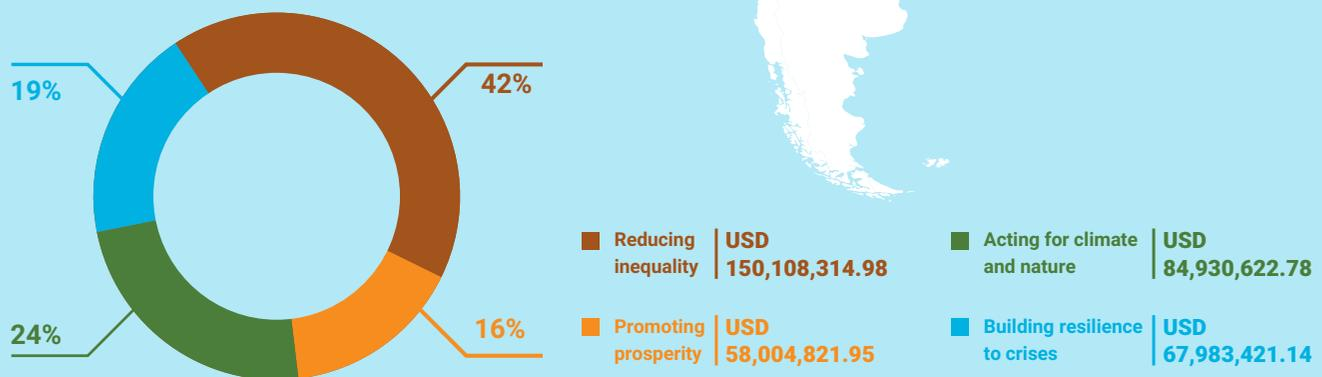 19%
42%
24%
16%
Reducing
inequality
USD
150,108,314.98
Acting for climate
and nature
USD
84,930,622.78
Promoting
prosperity
USD
58,004,821.95
Building resilience
to crises
USD
67,983,421.14